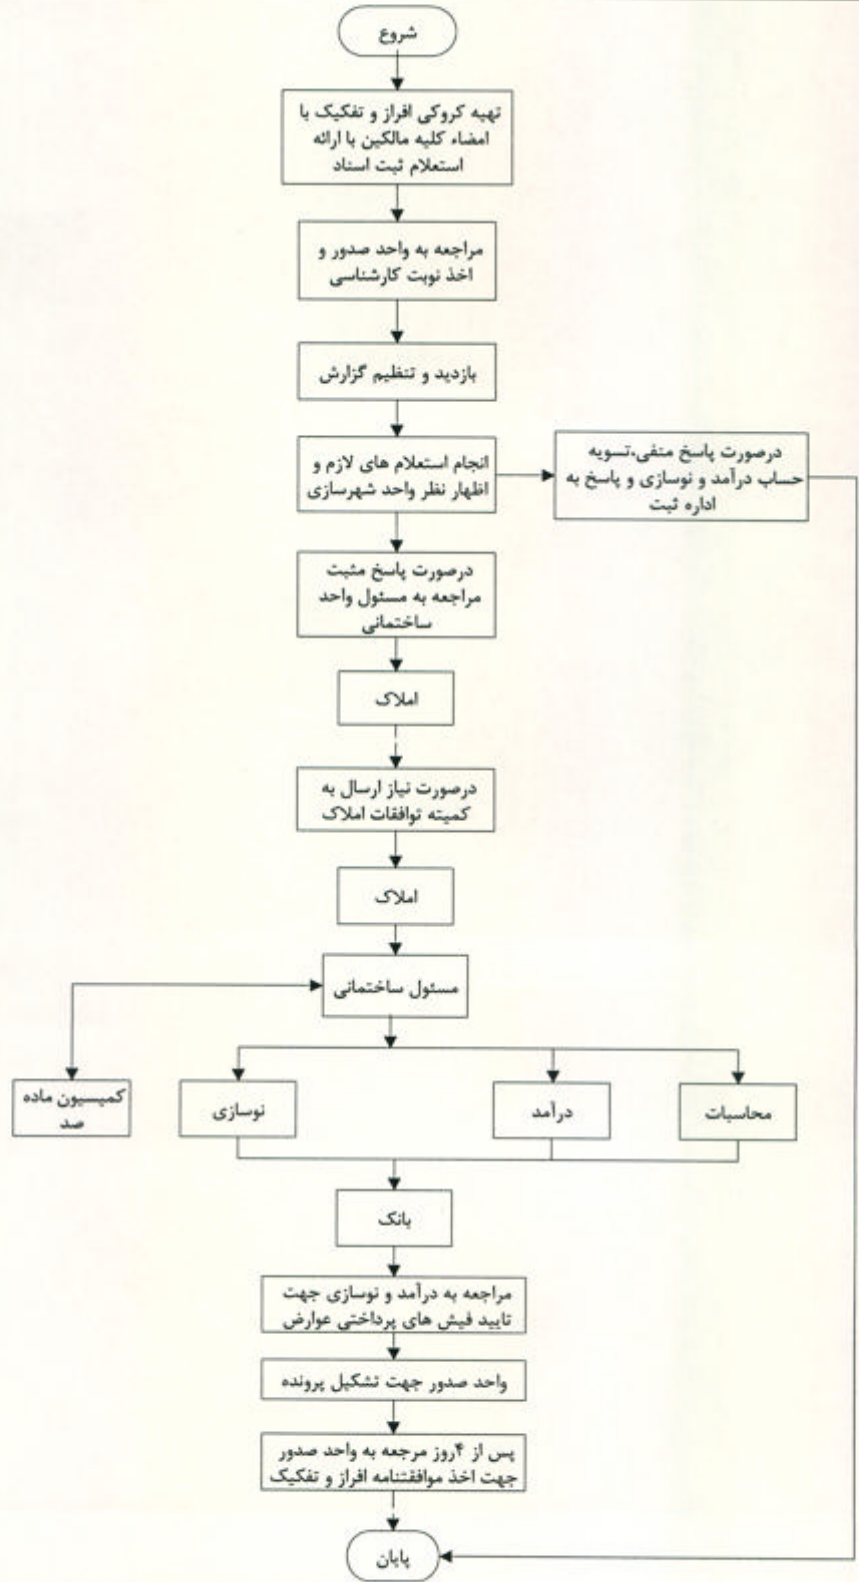 شروع
تهیه کروکی افراز و تفکیک با
امضاء کلیه مالکین با ارائه
استعلام ثبت اسناد
مراجعه به واحد صدور و
اخذ نوبت کارشناسی
بازدید و تنظیم گزارش
انجام استعلام های لازم و
اظهار نظر واحد شهرسازی
درصورت پاسخ منفی،تسویه
حساب درآمد و نوسازی و پاسخ به
اداره ثبت
درصورت پاسخ مثبت
مراجعه به مسئول واحد
ساختمانی
املاک
درصورت نیاز ارسال به
کمیته توافقات املاک
املاک
مسئول ساختمانی
محاسبات
درآمد
نوسازی
کمیسیون ماده
صد
بانک
مراجعه به درآمد و نوسازی جهت
تایید فیش های پرداختی عوارض
واحد صدور جهت تشکیل پرونده
پس از ۴روز مرجعه به واحد صدور
جهت اخذ موافقتنامه افراز و تفکیک
پایان